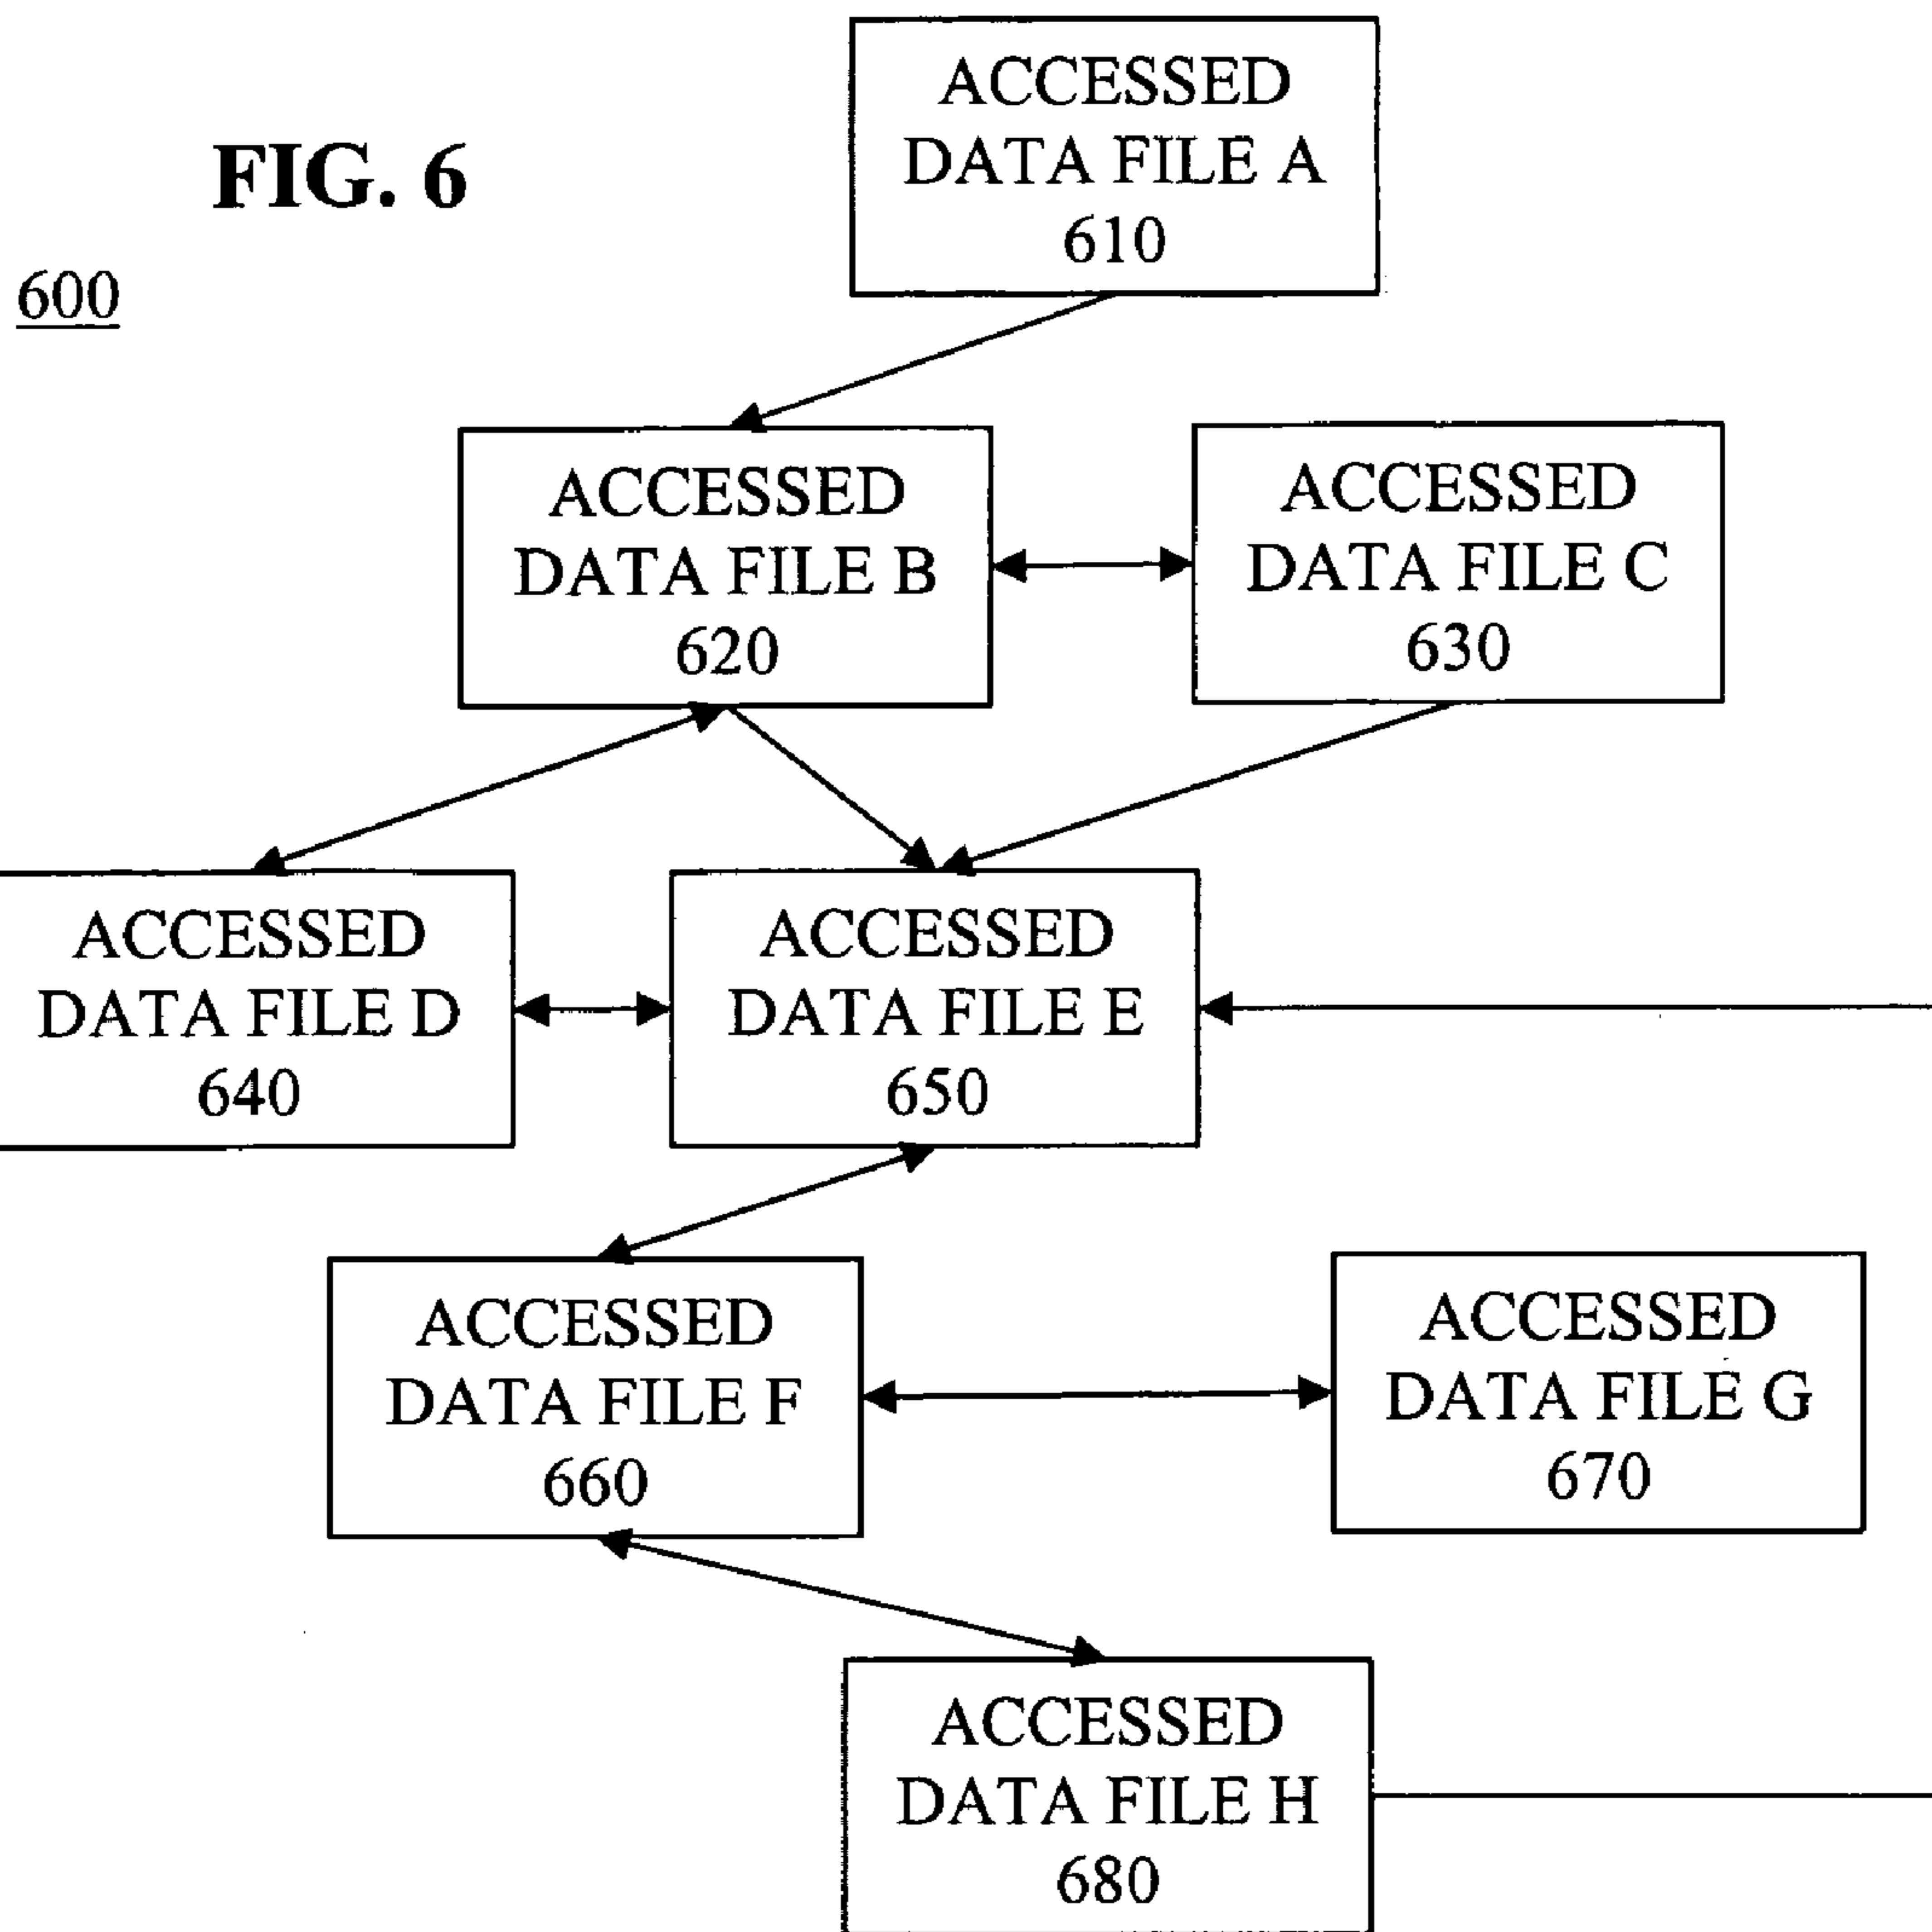 FIG. 6
600
ACCESSED
DATA FILE A
610
ACCESSED
DATA FILE B
620
ACCESSED
DATA FILE C
630
ACCESSED
DATA FILE D
640
ACCESSED
DATA FILE E
650
ACCESSED
DATA FILE F
660
ACCESSED
DATA FILE G
670
ACCESSED
DATA FILE H
680